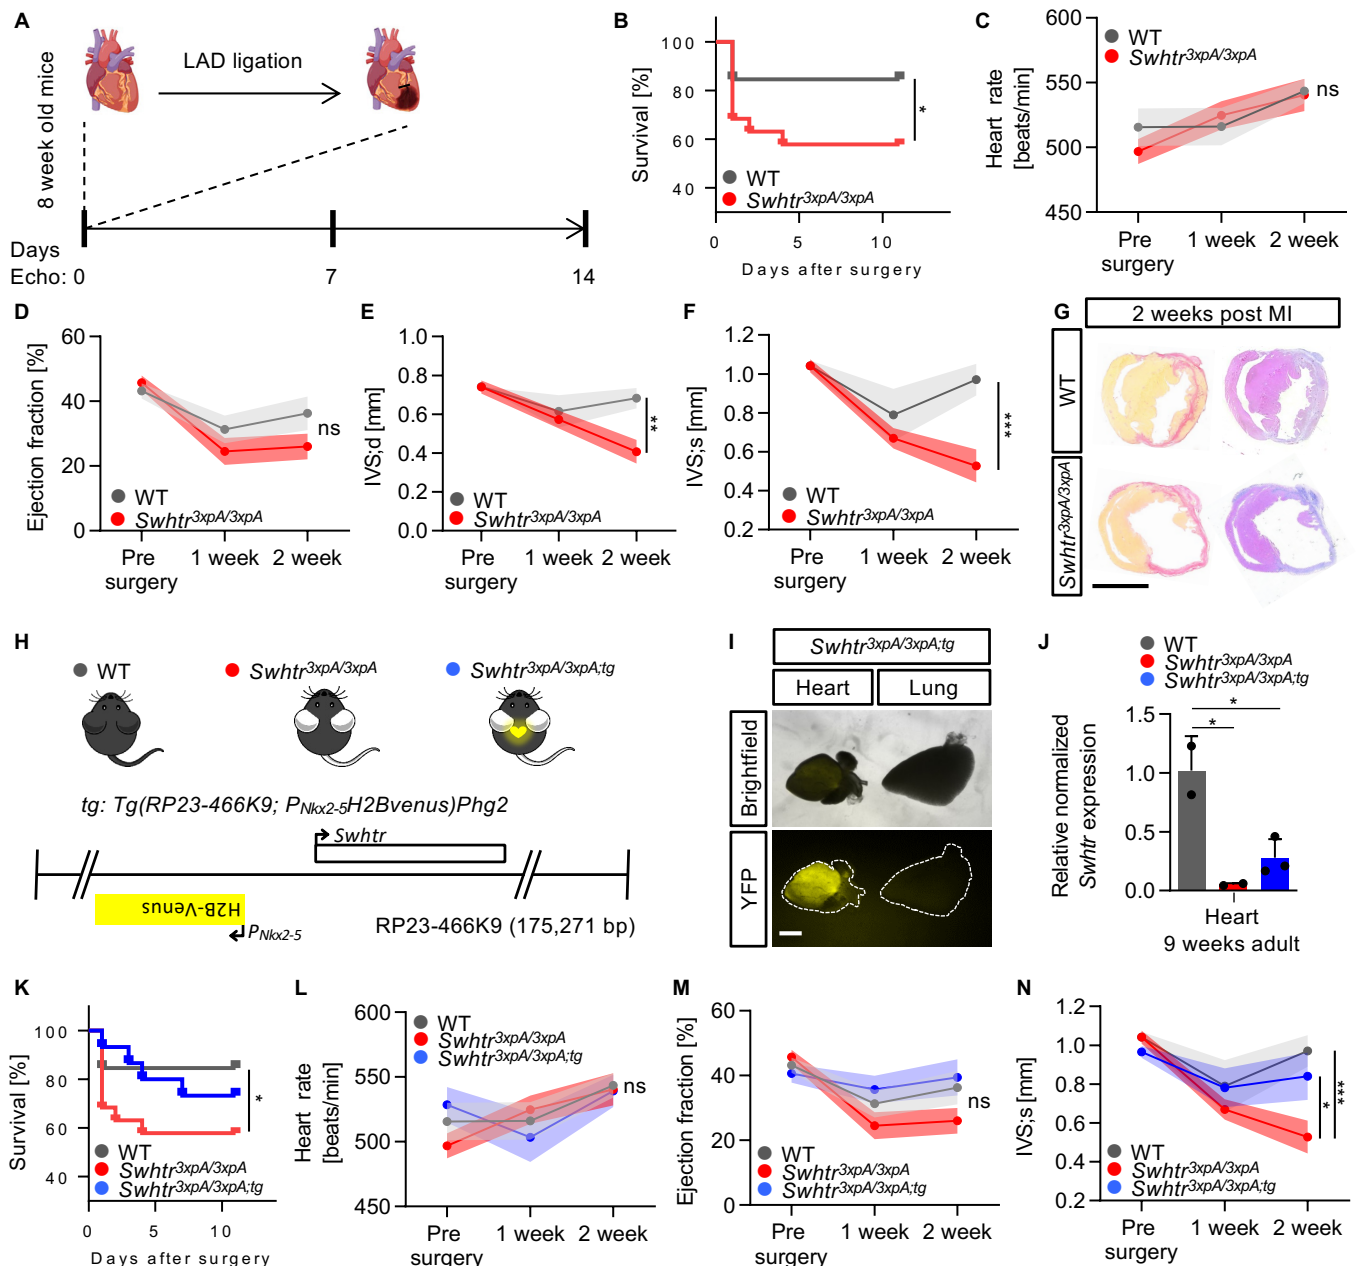 A
8 week old mice
LAD ligation
Days
Echo: 0
7
14
B
Survival [%]
100
80
60
40
WT
Swhtr3xpA/3xpA
*
0
5
10
Days after surgery
C
Heart rate
[beats/min]
600
550
500
450
WT
Swhtr3xpA/3xpA
ns
Pre
surgery
1 week
2 week
D
Ejection fraction [%]
60
40
20
0
ns
WT
Swhtr3xpA/3xpA
Pre
surgery
1 week
2 week
E
IVS;d [mm]
1.0
0.8
0.6
0.4
0.2
0.0
**
WT
Swhtr3xpA/3xpA
Pre
surgery
1 week
2 week
F
IVS;s [mm]
1.2
1.0
0.8
0.6
0.4
0.2
***
WT
Swhtr3xpA/3xpA
Pre
surgery
1 week
2 week
G
2 weeks post MI
WT
Swhtr3xpA/3xpA
H
WT
Swhtr3xpA/3xpA
Swhtr3xpA/3xpA;tg
tg: Tg(RP23-466K9; PNkx2-5H2Bvenus)Phg2
Swhtr
H2B-Venus
PNkx2-5
RP23-466K9 (175,271 bp)
I
Swhtr3xpA/3xpA;tg
Heart
Lung
Brightfield
YFP
J
WT
Swhtr3xpA/3xpA
Swhtr3xpA/3xpA;tg
Relative normalized
Swhtr expression
1.5
1.0
0.5
0.0
*
*
Heart
9 weeks adult
K
Survival [%]
100
80
60
40
*
WT
Swhtr3xpA/3xpA
Swhtr3xpA/3xpA;tg
0
5
10
Days after surgery
L
Heart rate
[beats/min]
600
550
500
450
WT
Swhtr3xpA/3xpA
Swhtr3xpA/3xpA;tg
ns
Pre
surgery
1 week
2 week
M
Ejection fraction [%]
60
40
20
0
ns
WT
Swhtr3xpA/3xpA
Swhtr3xpA/3xpA;tg
Pre
surgery
1 week
2 week
N
IVS;s [mm]
1.2
1.0
0.8
0.6
0.4
0.2
*
***
WT
Swhtr3xpA/3xpA
Swhtr3xpA/3xpA;tg
Pre
surgery
1 week
2 week